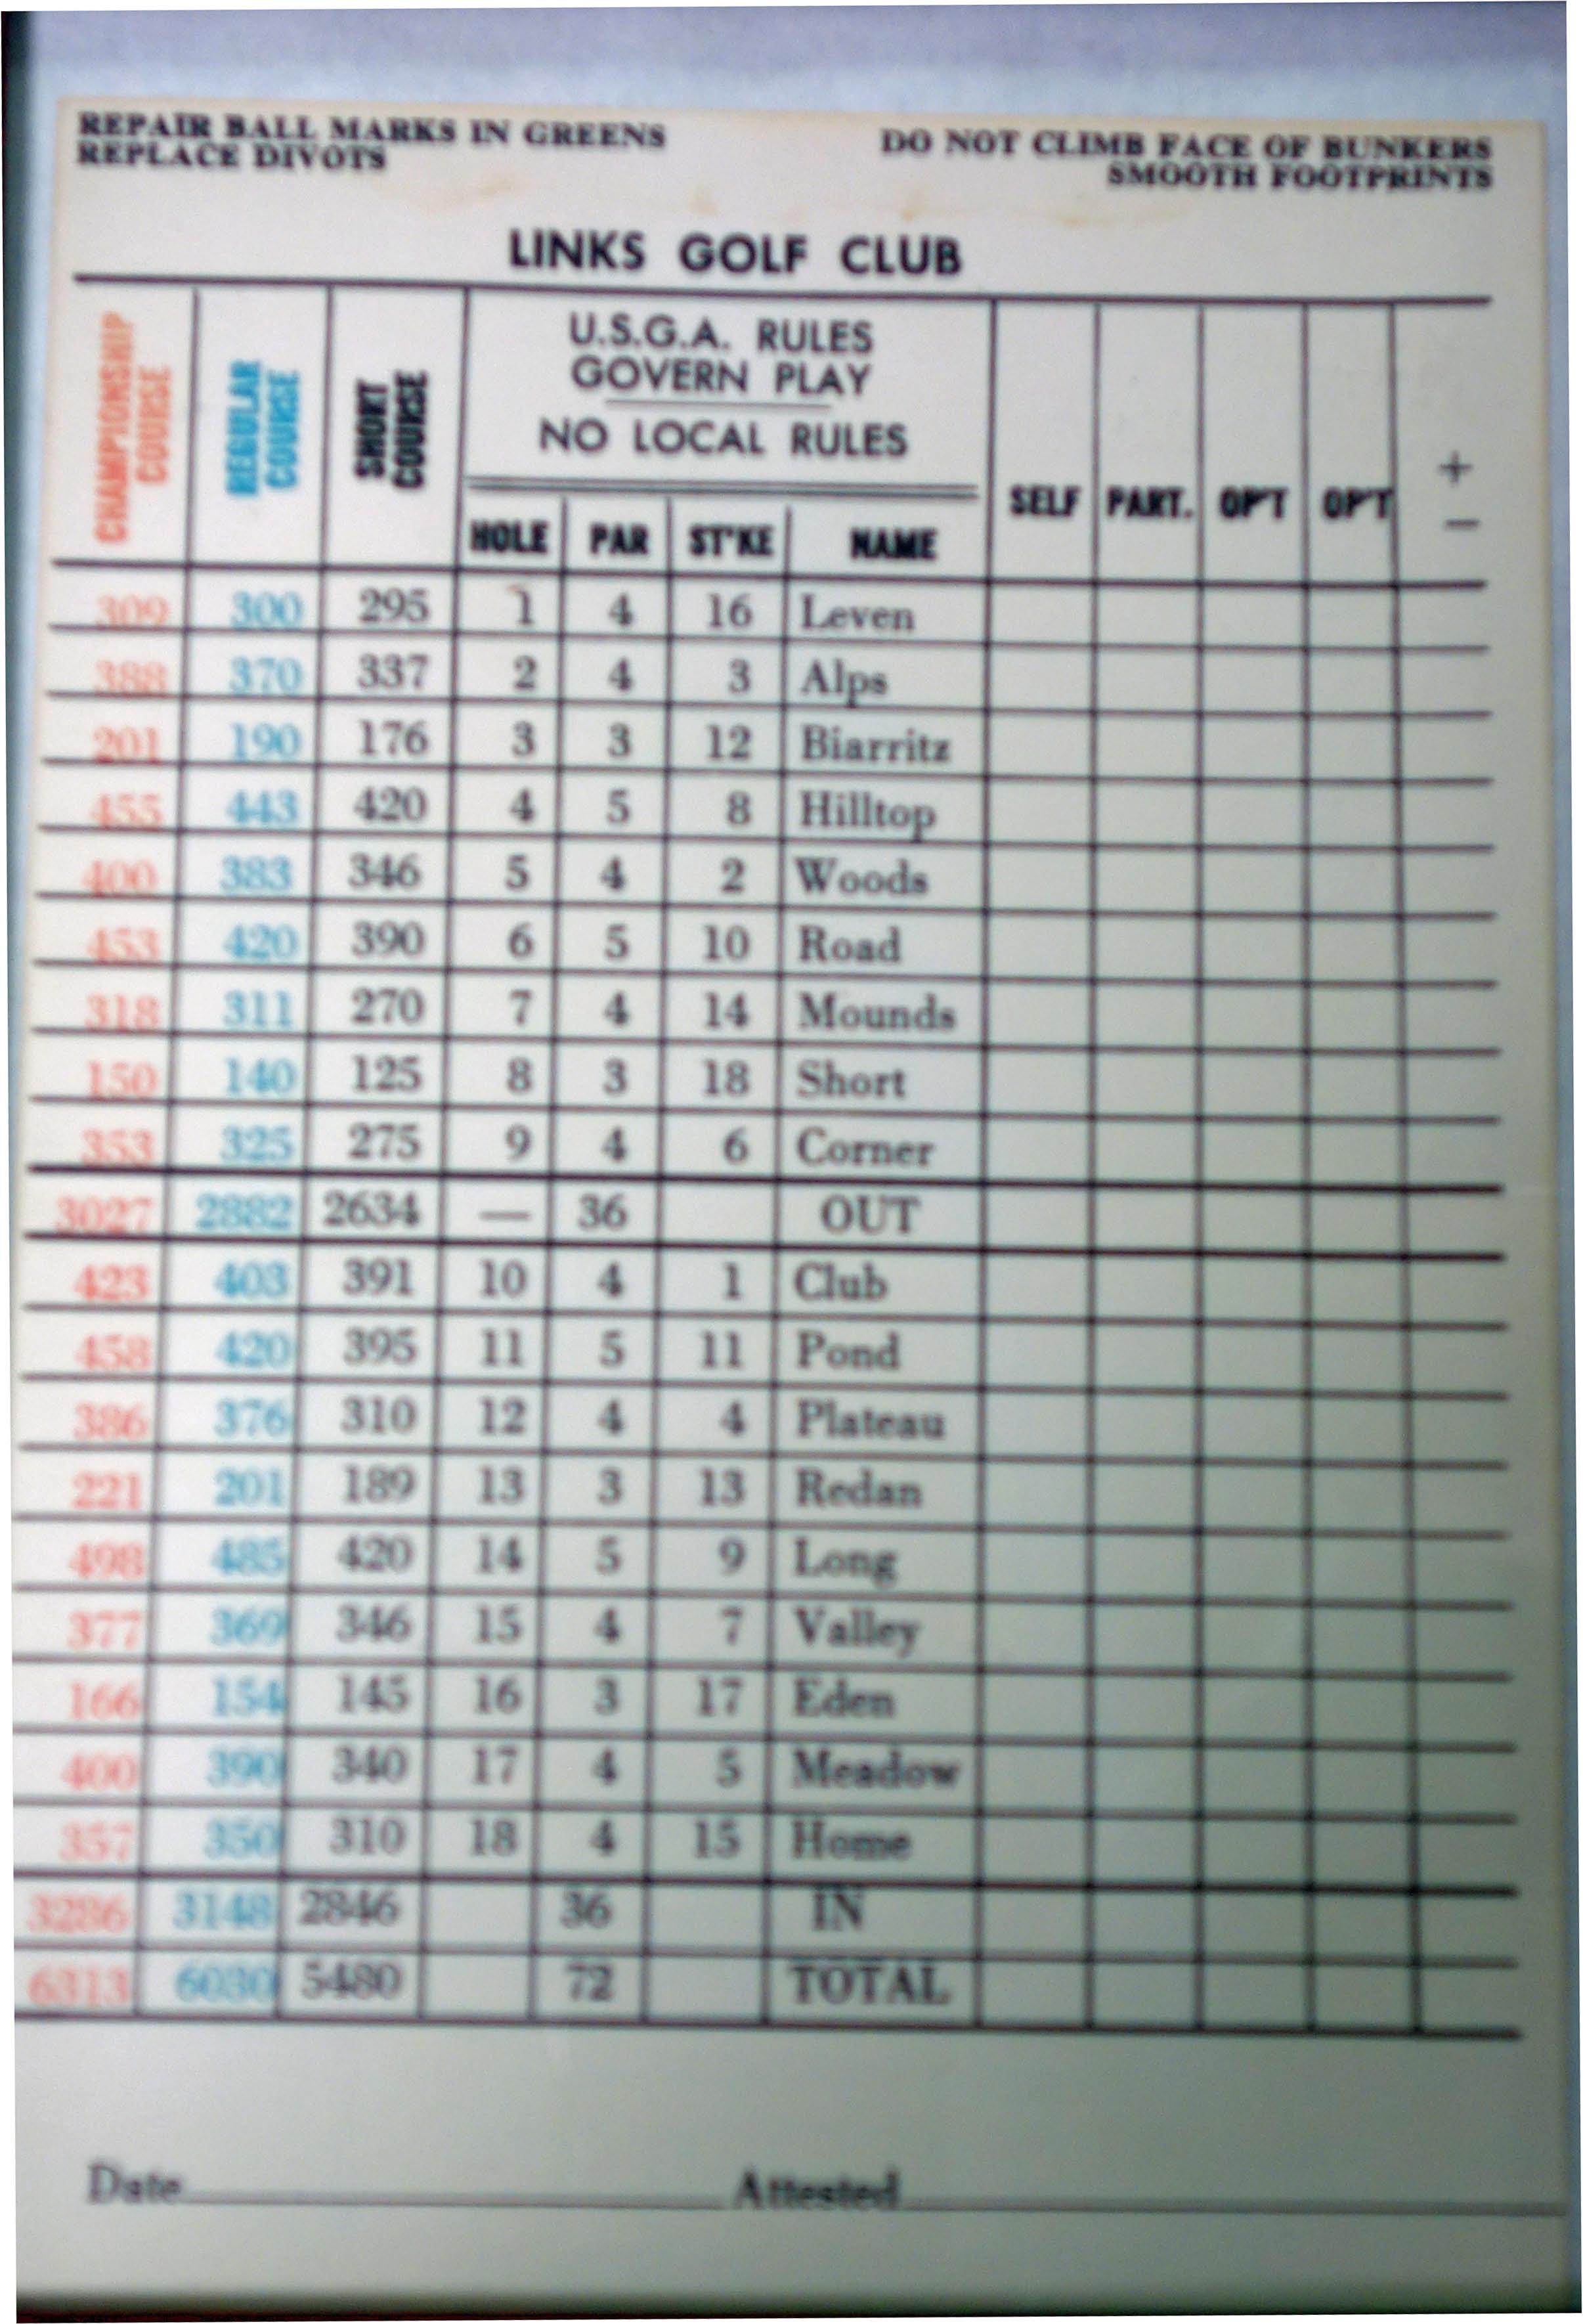 REPAIR BALL MARKS IN GREENS
REPLACE DIVOTS
DO NOT CLIMB FACE OF BUNKERS
SMOOTH FOOTPRINTS
LINKS GOLF CLUB
CHAMPIONSHIP COURSE
REGULAR COURSE
SHORT COURSE
U.S.G.A. RULES
GOVERN PLAY
NO LOCAL RULES
HOLE PAR ST'KE NAME SELF PART. OP'T OP'T + −
309 300 295 1 4 16 Leven
388 370 337 2 4 3 Alps
201 190 176 3 3 12 Biarritz
455 443 420 4 5 8 Hilltop
400 383 346 5 4 2 Woods
453 420 390 6 5 10 Road
318 311 270 7 4 14 Mounds
150 140 125 8 3 18 Short
353 325 275 9 4 6 Corner
3027 2882 2634 — 36 OUT
423 403 391 10 4 1 Club
458 420 395 11 5 11 Pond
386 376 310 12 4 4 Plateau
221 201 189 13 3 13 Redan
498 485 420 14 5 9 Long
377 369 346 15 4 7 Valley
166 154 145 16 3 17 Eden
400 390 340 17 4 5 Meadow
357 350 310 18 4 15 Home
3286 3148 2846 36 IN
6313 6030 5480 72 TOTAL
Date Attested